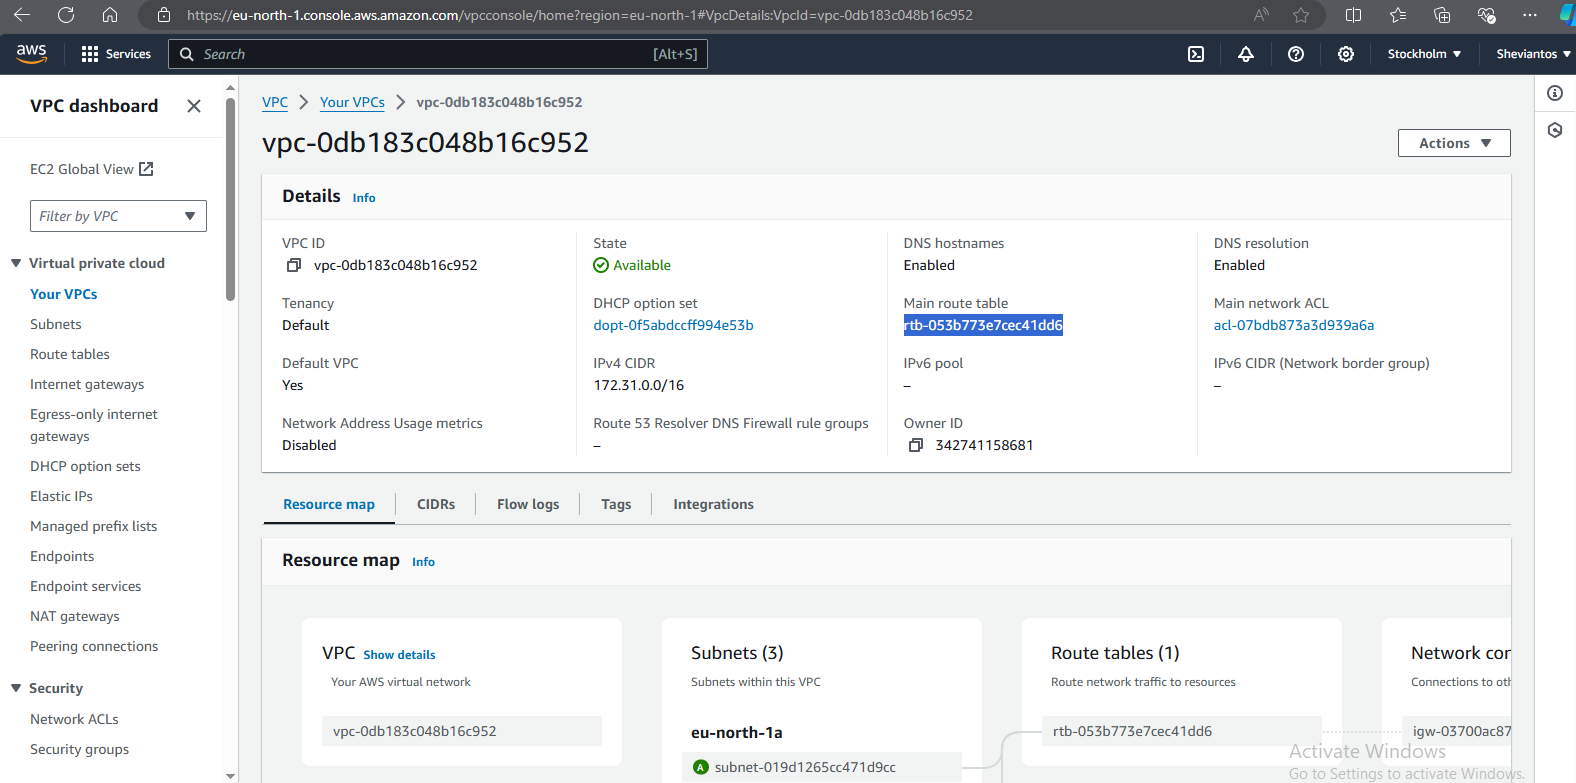 https://eu-north-1.console.aws.amazon.com/vpcconsole/home?region=eu-north-1#VpcDetails:VpcId=vpc-0db183c048b16c952
aws
Services
Search
[Alt+S]
Stockholm
Sheviantos
VPC dashboard
EC2 Global View
Filter by VPC
Virtual private cloud
Your VPCs
Subnets
Route tables
Internet gateways
Egress-only internet
gateways
DHCP option sets
Elastic IPs
Managed prefix lists
Endpoints
Endpoint services
NAT gateways
Peering connections
Security
Network ACLs
Security groups
VPC > Your VPCs > vpc-0db183c048b16c952
vpc-0db183c048b16c952
Actions
Details Info
VPC ID
vpc-0db183c048b16c952
State
Available
DNS hostnames
Enabled
DNS resolution
Enabled
Tenancy
Default
DHCP option set
dopt-0f5abdccff994e53b
Main route table
rtb-053b773e7cec41dd6
Main network ACL
acl-07bdb873a3d939a6a
Default VPC
Yes
IPv4 CIDR
172.31.0.0/16
IPv6 pool
–
IPv6 CIDR (Network border group)
–
Network Address Usage metrics
Disabled
Route 53 Resolver DNS Firewall rule groups
–
Owner ID
342741158681
Resource map
CIDRs
Flow logs
Tags
Integrations
Resource map Info
VPC Show details
Your AWS virtual network
vpc-0db183c048b16c952
Subnets (3)
Subnets within this VPC
eu-north-1a
A subnet-019d1265cc471d9cc
Route tables (1)
Route network traffic to resources
rtb-053b773e7cec41dd6
Network cor
Connections to oth
igw-03700ac87
Activate Windows
Go to Settings to activate Windows.